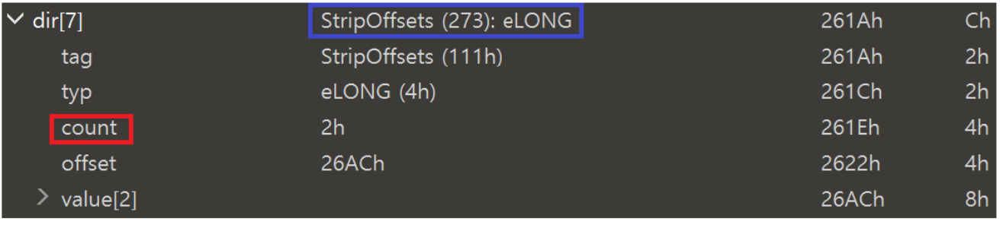 dir[7] StripOffsets (273): eLONG 261Ah Ch
tag StripOffsets (111h) 261Ah 2h
typ eLONG (4h) 261Ch 2h
count 2h 261Eh 4h
offset 26ACh 2622h 4h
value[2] 26ACh 8h